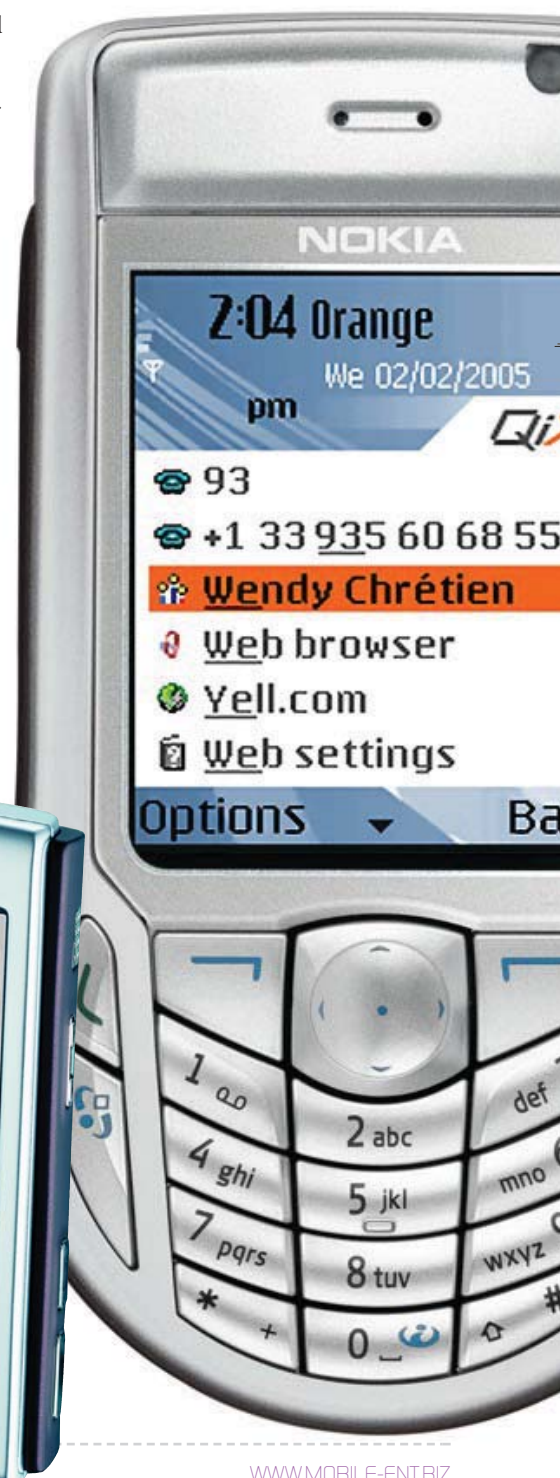 NOKIA
2:04 Orange
We 02/02/2005
pm
Qi
93
+1 33 935 60 68 55
Wendy Chrétien
Web browser
Yell.com
Web settings
Options
1
2 abc
def
4 ghi
5 jkl
mno
7 pqrs
8 tuv
wxyz
* +
0
#
WWW.MOBILE-ENT.BIZ